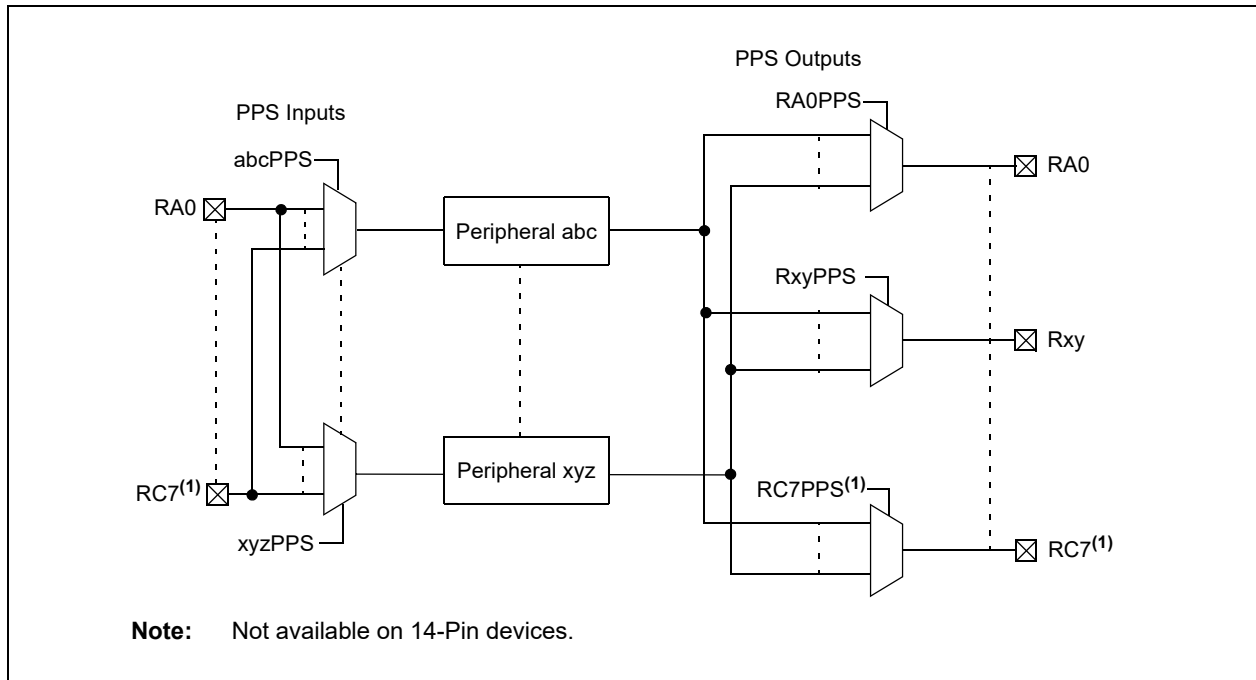 PPS Outputs
RA0PPS
PPS Inputs
abcPPS
RA0
RA0
Peripheral abc
RxyPPS
Rxy
Peripheral xyz
RC7(1)
RC7PPS(1)
xyzPPS
RC7(1)
Note: Not available on 14-Pin devices.